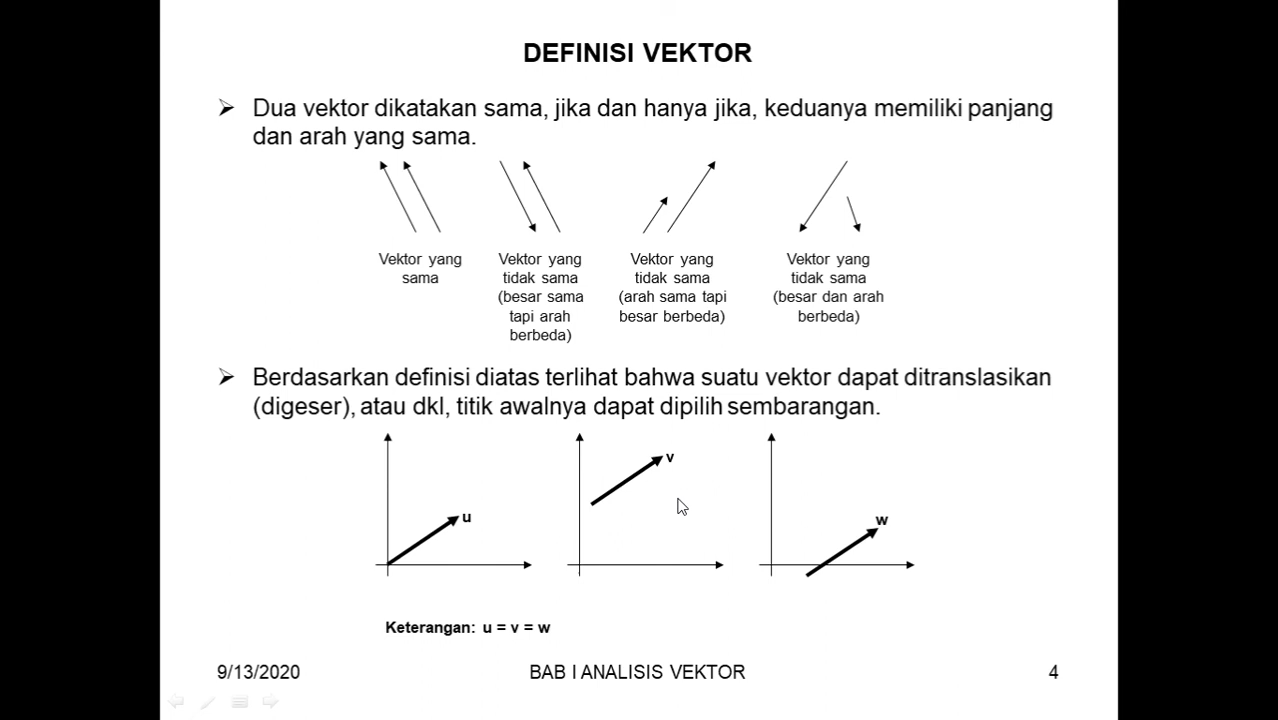 DEFINISI VEKTOR
Dua vektor dikatakan sama, jika dan hanya jika, keduanya memiliki panjang
dan arah yang sama.
Vektor yang
sama
Vektor yang
tidak sama
(besar sama
tapi arah
berbeda)
Vektor yang
tidak sama
(arah sama tapi
besar berbeda)
Vektor yang
tidak sama
(besar dan arah
berbeda)
Berdasarkan definisi diatas terlihat bahwa suatu vektor dapat ditranslasikan
(digeser), atau dkl, titik awalnya dapat dipilih sembarangan.
u
v
w
Keterangan: u = v = w
9/13/2020
BAB I ANALISIS VEKTOR
4